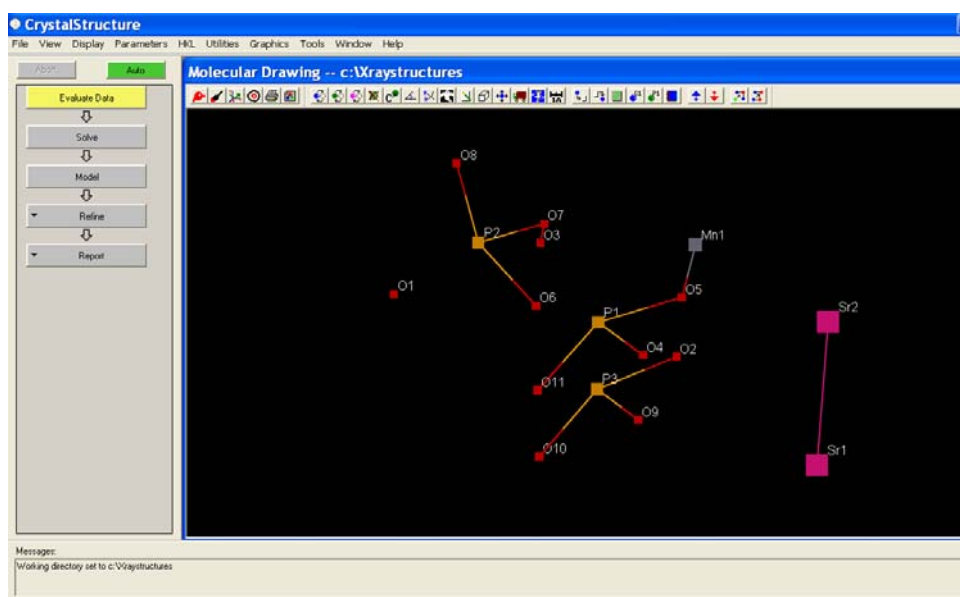 CrystalStructure
File View Display Parameters HKL Utilities Graphics Tools Window Help
Abort
Auto
Molecular Drawing -- c:\Xraystructures
Evaluate Data
Solve
Model
Refine
Report
O8
O7
P2
O3
Mn1
O1
O6
O5
P1
Sr2
O4
O2
O11
P3
O9
O10
Sr1
Messages:
Working directory set to c:\Xraystructures